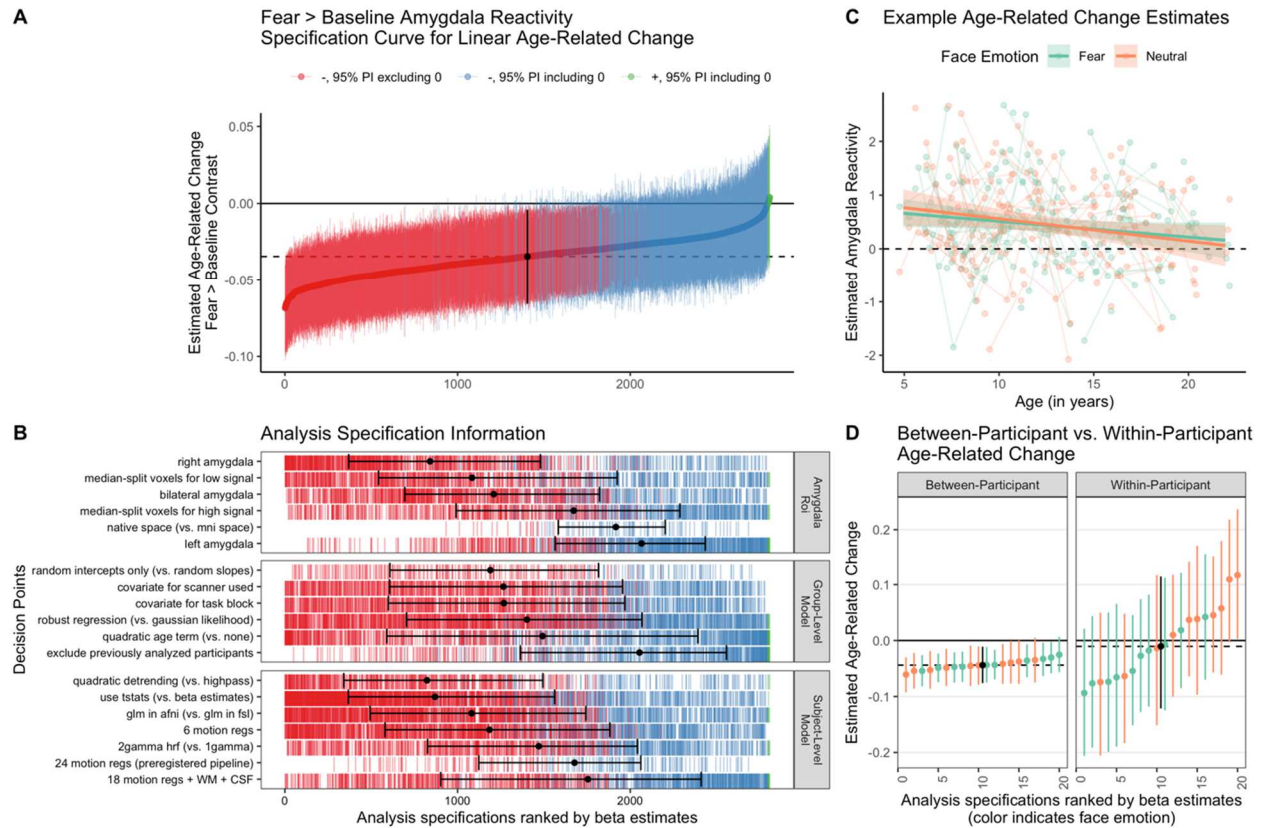 A
Fear > Baseline Amygdala Reactivity
Specification Curve for Linear Age-Related Change
-, 95% PI excluding 0
-, 95% PI including 0
+, 95% PI including 0
Estimated Age-Related Change
Fear > Baseline Contrast
0.05
0.00
-0.05
-0.10
0
1000
2000
B
Analysis Specification Information
Decision Points
right amygdala
median-split voxels for low signal
bilateral amygdala
median-split voxels for high signal
native space (vs. mni space)
left amygdala
Amygdala
Roi
random intercepts only (vs. random slopes)
covariate for scanner used
covariate for task block
robust regression (vs. gaussian likelihood)
quadratic age term (vs. none)
exclude previously analyzed participants
Group-Level
Model
quadratic detrending (vs. highpass)
use tstats (vs. beta estimates)
glm in afni (vs. glm in fsl)
6 motion regs
2gamma hrf (vs. 1gamma)
24 motion regs (preregistered pipeline)
18 motion regs + WM + CSF
Subject-Level
Model
0
1000
2000
Analysis specifications ranked by beta estimates
C
Example Age-Related Change Estimates
Face Emotion
Fear
Neutral
Estimated Amygdala Reactivity
2
1
0
-1
-2
5
10
15
20
Age (in years)
D
Between-Participant vs. Within-Participant
Age-Related Change
Between-Participant
Within-Participant
Estimated Age-Related Change
0.2
0.1
0.0
-0.1
-0.2
0
5
10
15
20
0
5
10
15
20
Analysis specifications ranked by beta estimates
(color indicates face emotion)